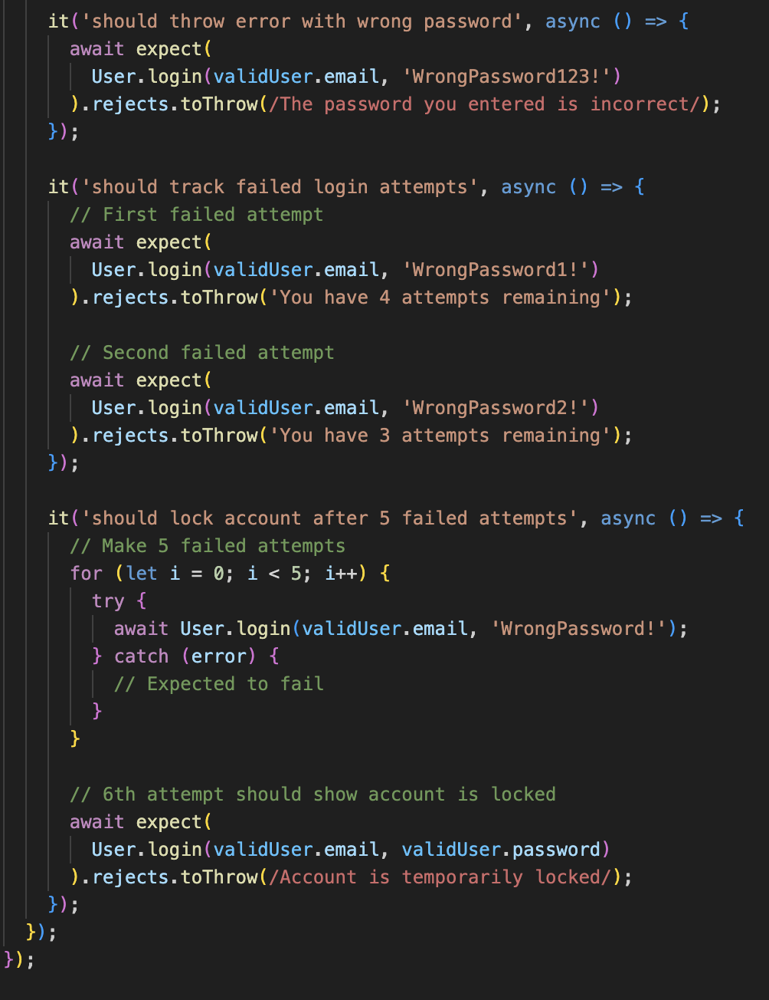 it('should throw error with wrong password', async () => {
await expect(
User.login(validUser.email, 'WrongPassword123!')
).rejects.toThrow(/The password you entered is incorrect/);
});
it('should track failed login attempts', async () => {
// First failed attempt
await expect(
User.login(validUser.email, 'WrongPassword1!')
).rejects.toThrow('You have 4 attempts remaining');
// Second failed attempt
await expect(
User.login(validUser.email, 'WrongPassword2!')
).rejects.toThrow('You have 3 attempts remaining');
});
it('should lock account after 5 failed attempts', async () => {
// Make 5 failed attempts
for (let i = 0; i < 5; i++) {
try {
await User.login(validUser.email, 'WrongPassword!');
} catch (error) {
// Expected to fail
}
}
// 6th attempt should show account is locked
await expect(
User.login(validUser.email, validUser.password)
).rejects.toThrow(/Account is temporarily locked/);
});
});
});